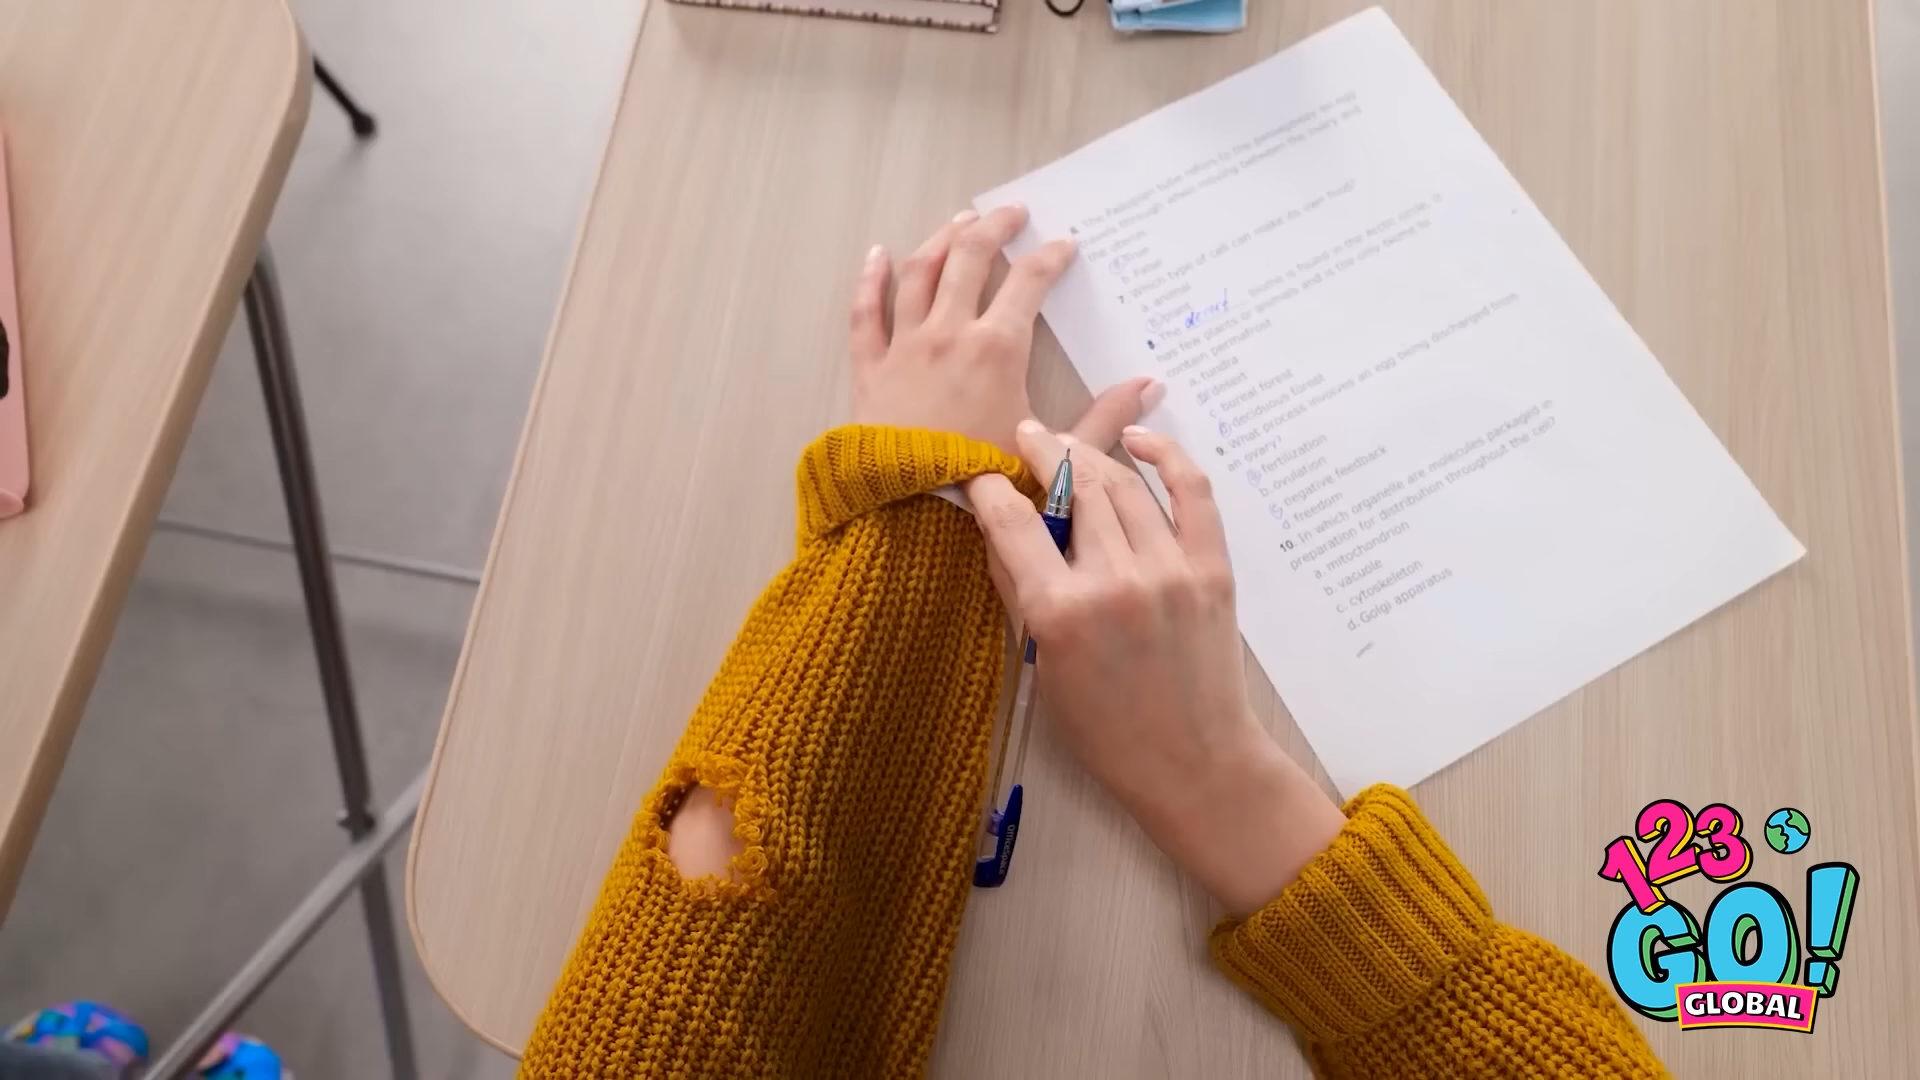 6. The Fallopian tube refers to the passageway an egg
travels through when moving between the ovary and
the uterus.
a. True
b. False
7. Which type of cell can make its own food?
a. animal
b. plant
8. The desert biome is found in the Arctic circle. It
has few plants or animals and is the only biome to
contain permafrost
a. tundra
b. desert
c. boreal forest
d. deciduous forest
9. What process involves an egg being discharged from
an ovary?
a. fertilization
b. ovulation
c. negative feedback
d. freedom
10. In which organelle are molecules packaged in
preparation for distribution throughout the cell?
a. mitochondrion
b. vacuole
c. cytoskeleton
d. Golgi apparatus
OfficeSpace
123
GO!
GLOBAL